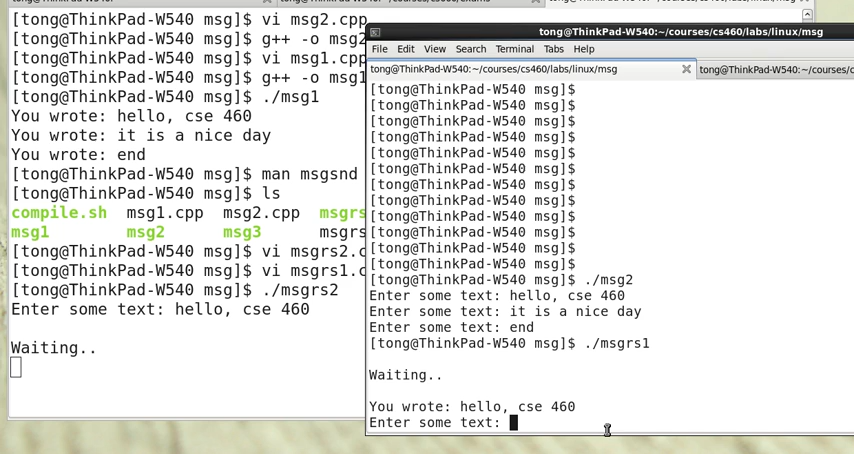 [tong@ThinkPad-W540 msg]$ vi msg2.cpp
[tong@ThinkPad-W540 msg]$ g++ -o msg2
[tong@ThinkPad-W540 msg]$ vi msg1.cpp
[tong@ThinkPad-W540 msg]$ g++ -o msg1
[tong@ThinkPad-W540 msg]$ ./msg1
You wrote: hello, cse 460
You wrote: it is a nice day
You wrote: end
[tong@ThinkPad-W540 msg]$ man msgsnd
[tong@ThinkPad-W540 msg]$ ls
compile.sh msg1.cpp msg2.cpp msgrs
msg1 msg2 msg3 msgrs
[tong@ThinkPad-W540 msg]$ vi msgrs2.c
[tong@ThinkPad-W540 msg]$ vi msgrs1.c
[tong@ThinkPad-W540 msg]$ ./msgrs2
Enter some text: hello, cse 460
Waiting..
tong@ThinkPad-W540:~/courses/cs460/labs/linux/msg
File Edit View Search Terminal Tabs Help
tong@ThinkPad-W540:~/courses/cs460/labs/linux/msg tong@ThinkPad-W540:~/courses/c
[tong@ThinkPad-W540 msg]$
[tong@ThinkPad-W540 msg]$
[tong@ThinkPad-W540 msg]$
[tong@ThinkPad-W540 msg]$
[tong@ThinkPad-W540 msg]$
[tong@ThinkPad-W540 msg]$
[tong@ThinkPad-W540 msg]$
[tong@ThinkPad-W540 msg]$
[tong@ThinkPad-W540 msg]$
[tong@ThinkPad-W540 msg]$
[tong@ThinkPad-W540 msg]$
[tong@ThinkPad-W540 msg]$
[tong@ThinkPad-W540 msg]$ ./msg2
Enter some text: hello, cse 460
Enter some text: it is a nice day
Enter some text: end
[tong@ThinkPad-W540 msg]$ ./msgrs1
Waiting..
You wrote: hello, cse 460
Enter some text: